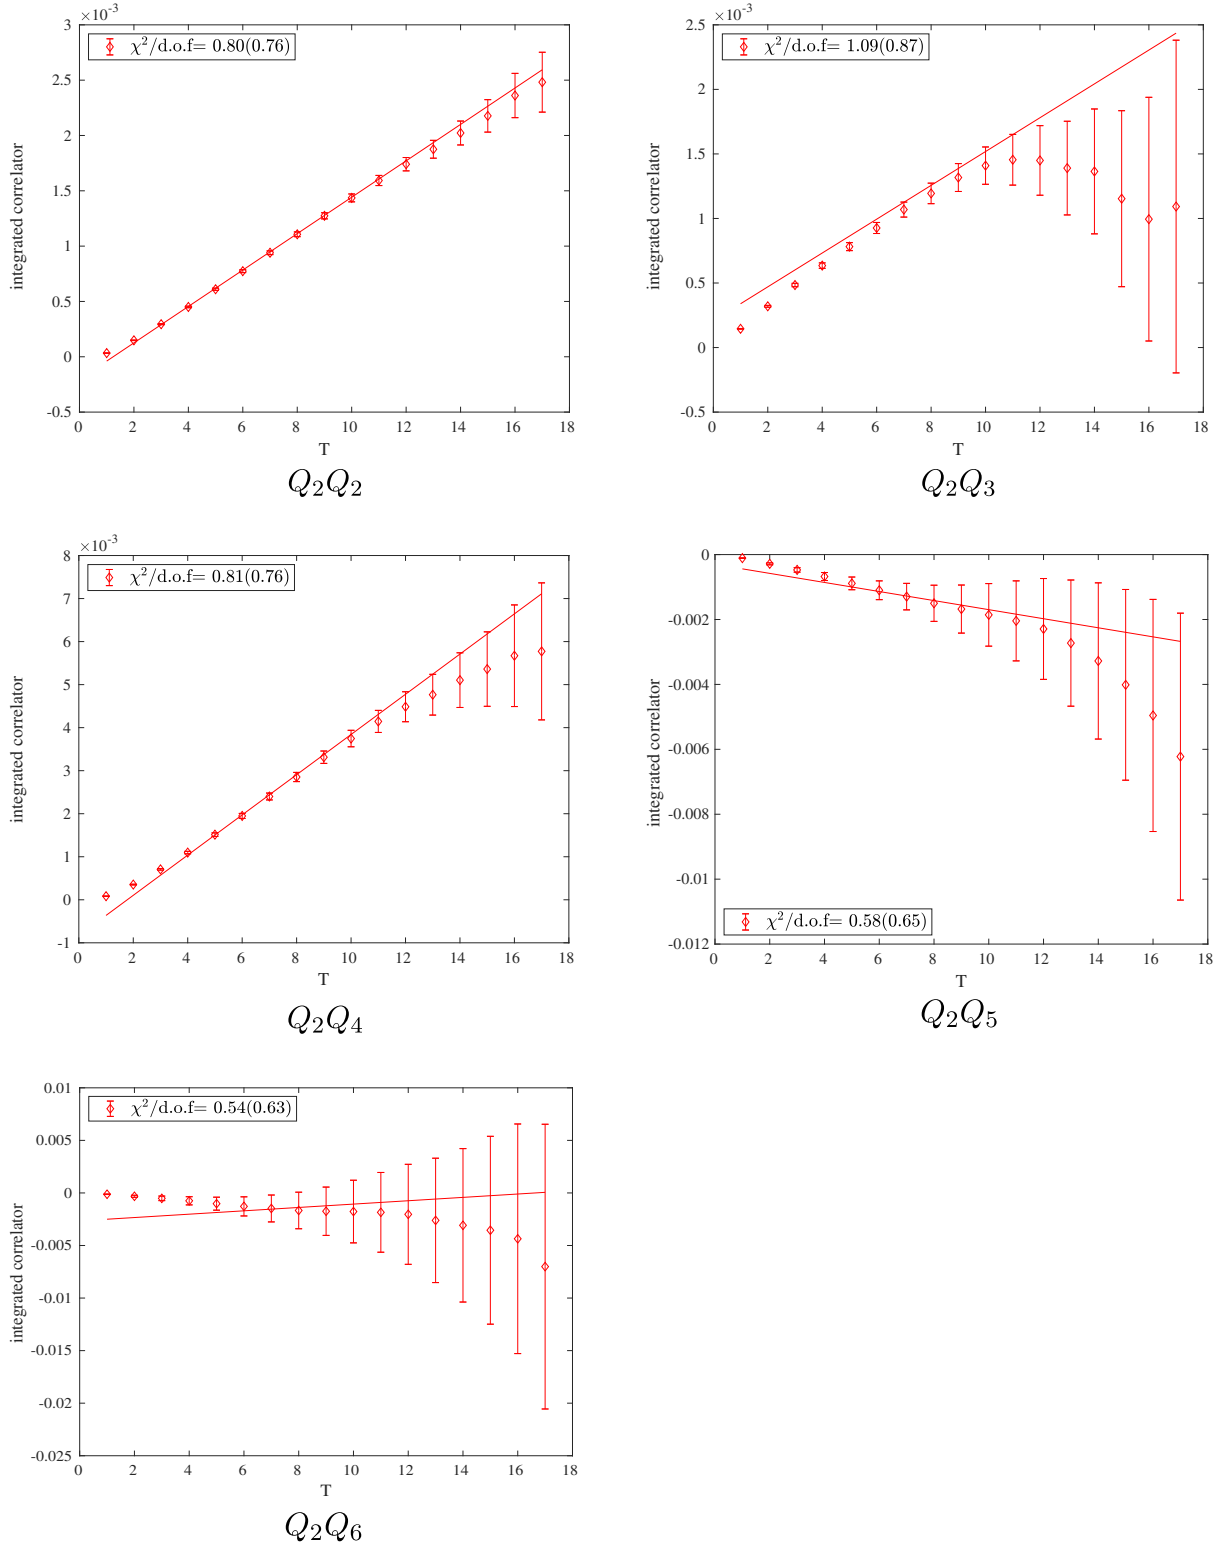 ×10⁻³
3
2.5
2
1.5
1
0.5
0
-0.5
0 2 4 6 8 10 12 14 16 18
T
integrated correlator
χ²/d.o.f= 0.80(0.76)
Q₂Q₂
×10⁻³
2.5
2
1.5
1
0.5
0
-0.5
0 2 4 6 8 10 12 14 16 18
T
integrated correlator
χ²/d.o.f= 1.09(0.87)
Q₂Q₃
×10⁻³
8
7
6
5
4
3
2
1
0
-1
0 2 4 6 8 10 12 14 16 18
T
integrated correlator
χ²/d.o.f= 0.81(0.76)
Q₂Q₄
0
-0.002
-0.004
-0.006
-0.008
-0.01
-0.012
0 2 4 6 8 10 12 14 16 18
T
integrated correlator
χ²/d.o.f= 0.58(0.65)
Q₂Q₅
0.01
0.005
0
-0.005
-0.01
-0.015
-0.02
-0.025
0 2 4 6 8 10 12 14 16 18
T
integrated correlator
χ²/d.o.f= 0.54(0.63)
Q₂Q₆